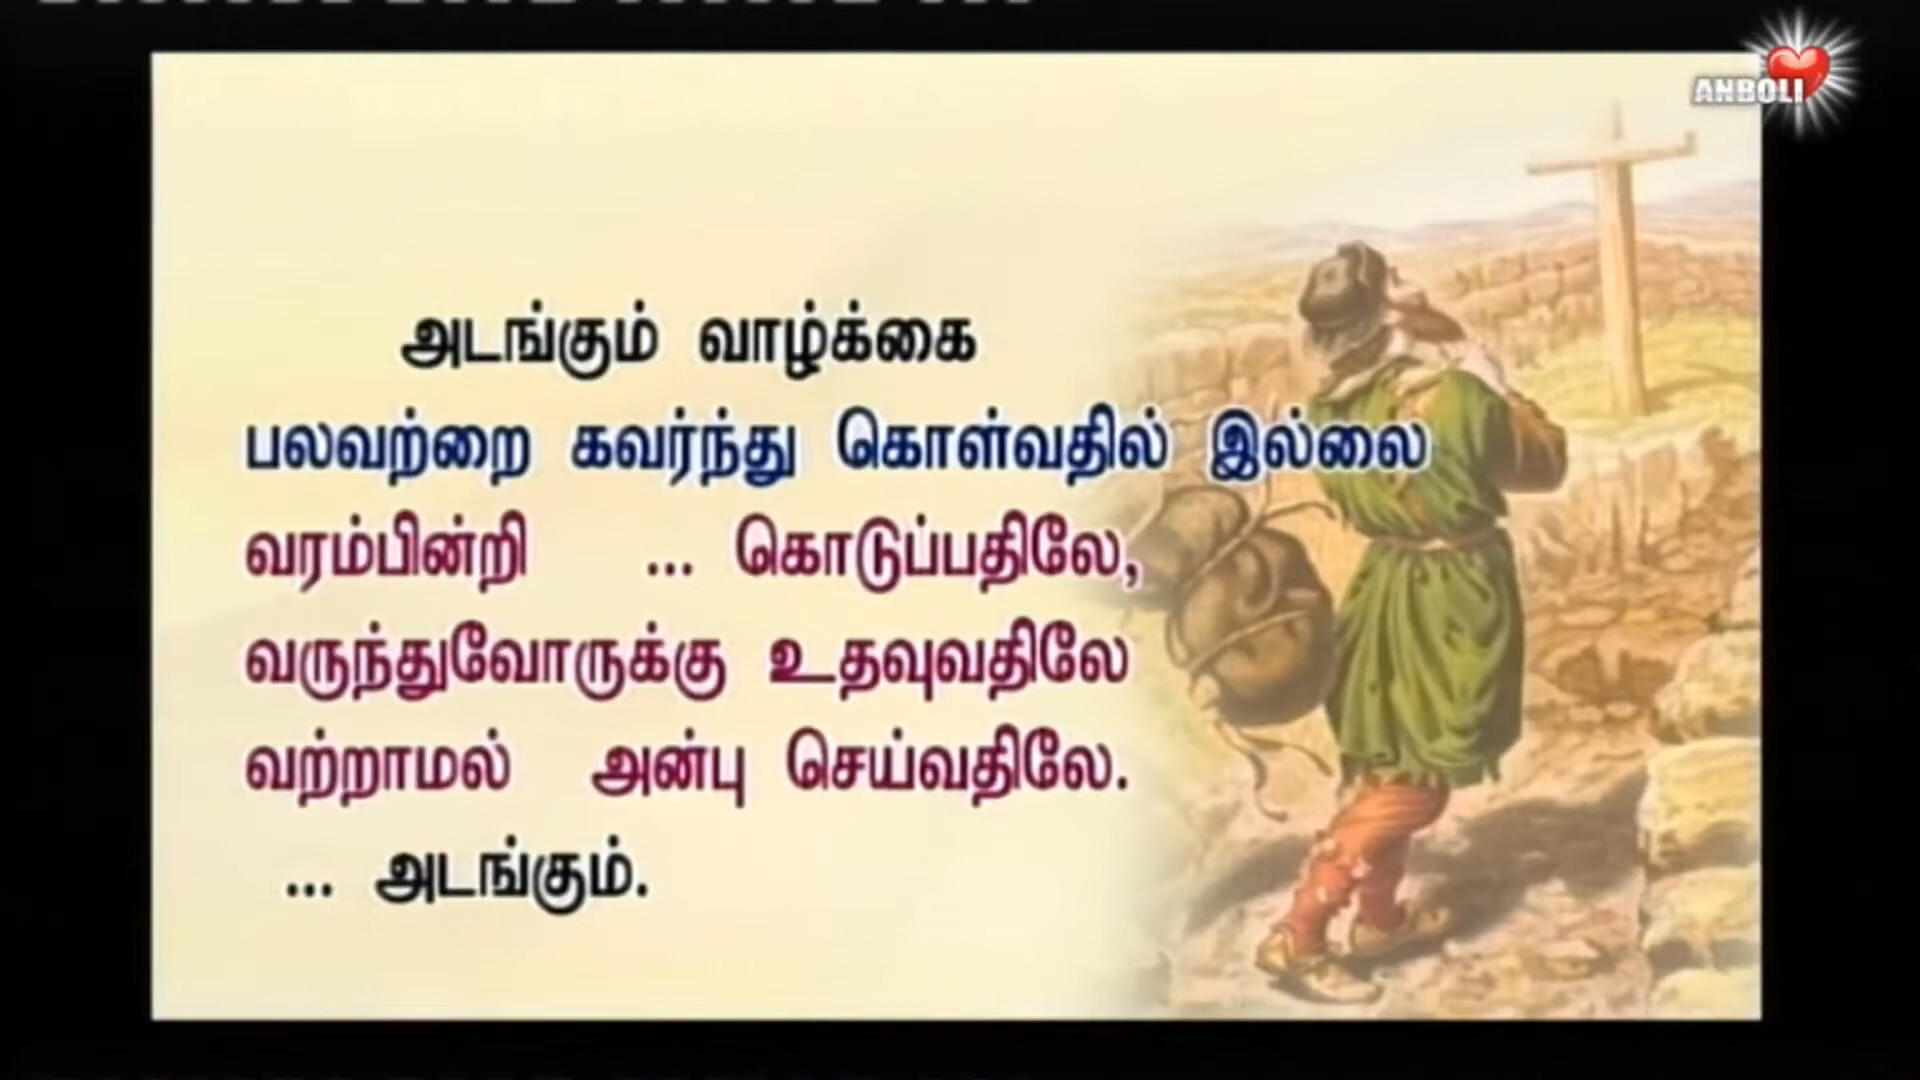 ANBOLI
அடங்கும் வாழ்க்கை
பலவற்றை கவர்ந்து கொள்வதில் இல்லை
வரம்பின்றி ... கொடுப்பதிலே,
வருந்துவோருக்கு உதவுவதிலே
வற்றாமல் அன்பு செய்வதிலே.
... அடங்கும்.